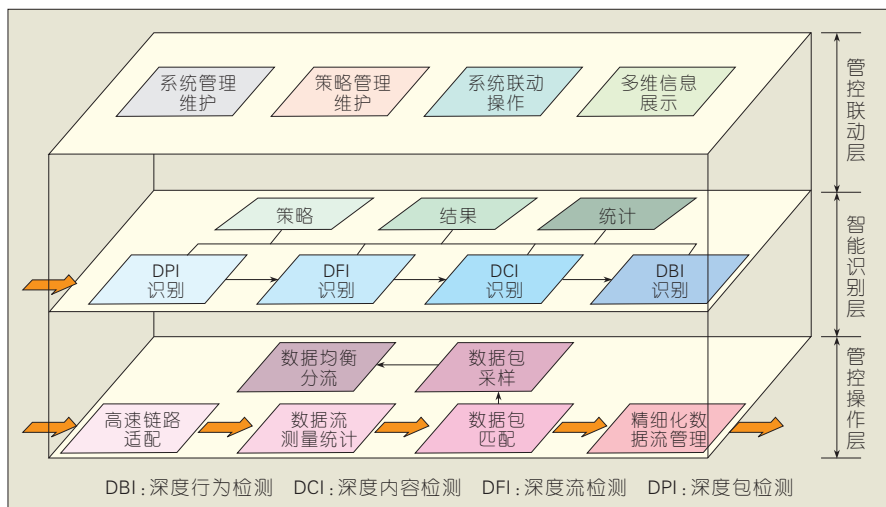 系统管理
维护
策略管理
维护
系统联动
操作
多维信息
展示
管控联动层
策略
结果
统计
DPI
识别
DFI
识别
DCI
识别
DBI
识别
智能识别层
数据均衡
分流
数据包
采样
高速链路
适配
数据流
测量统计
数据包
匹配
精细化数
据流管理
管控操作层
DBI:深度行为检测 DCI:深度内容检测 DFI:深度流检测 DPI:深度包检测